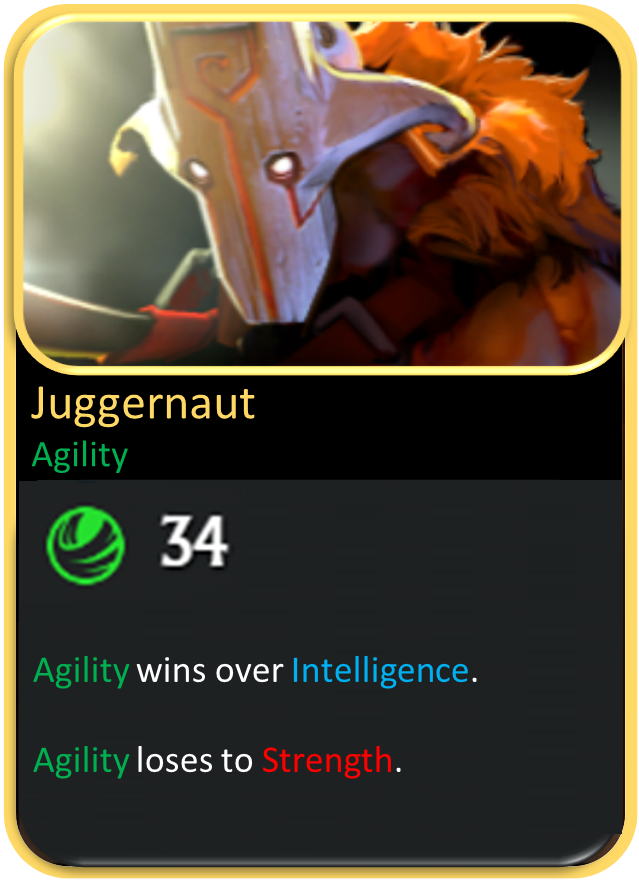 Juggernaut
Agility
34
Agility wins over Intelligence.
Agility loses to Strength.